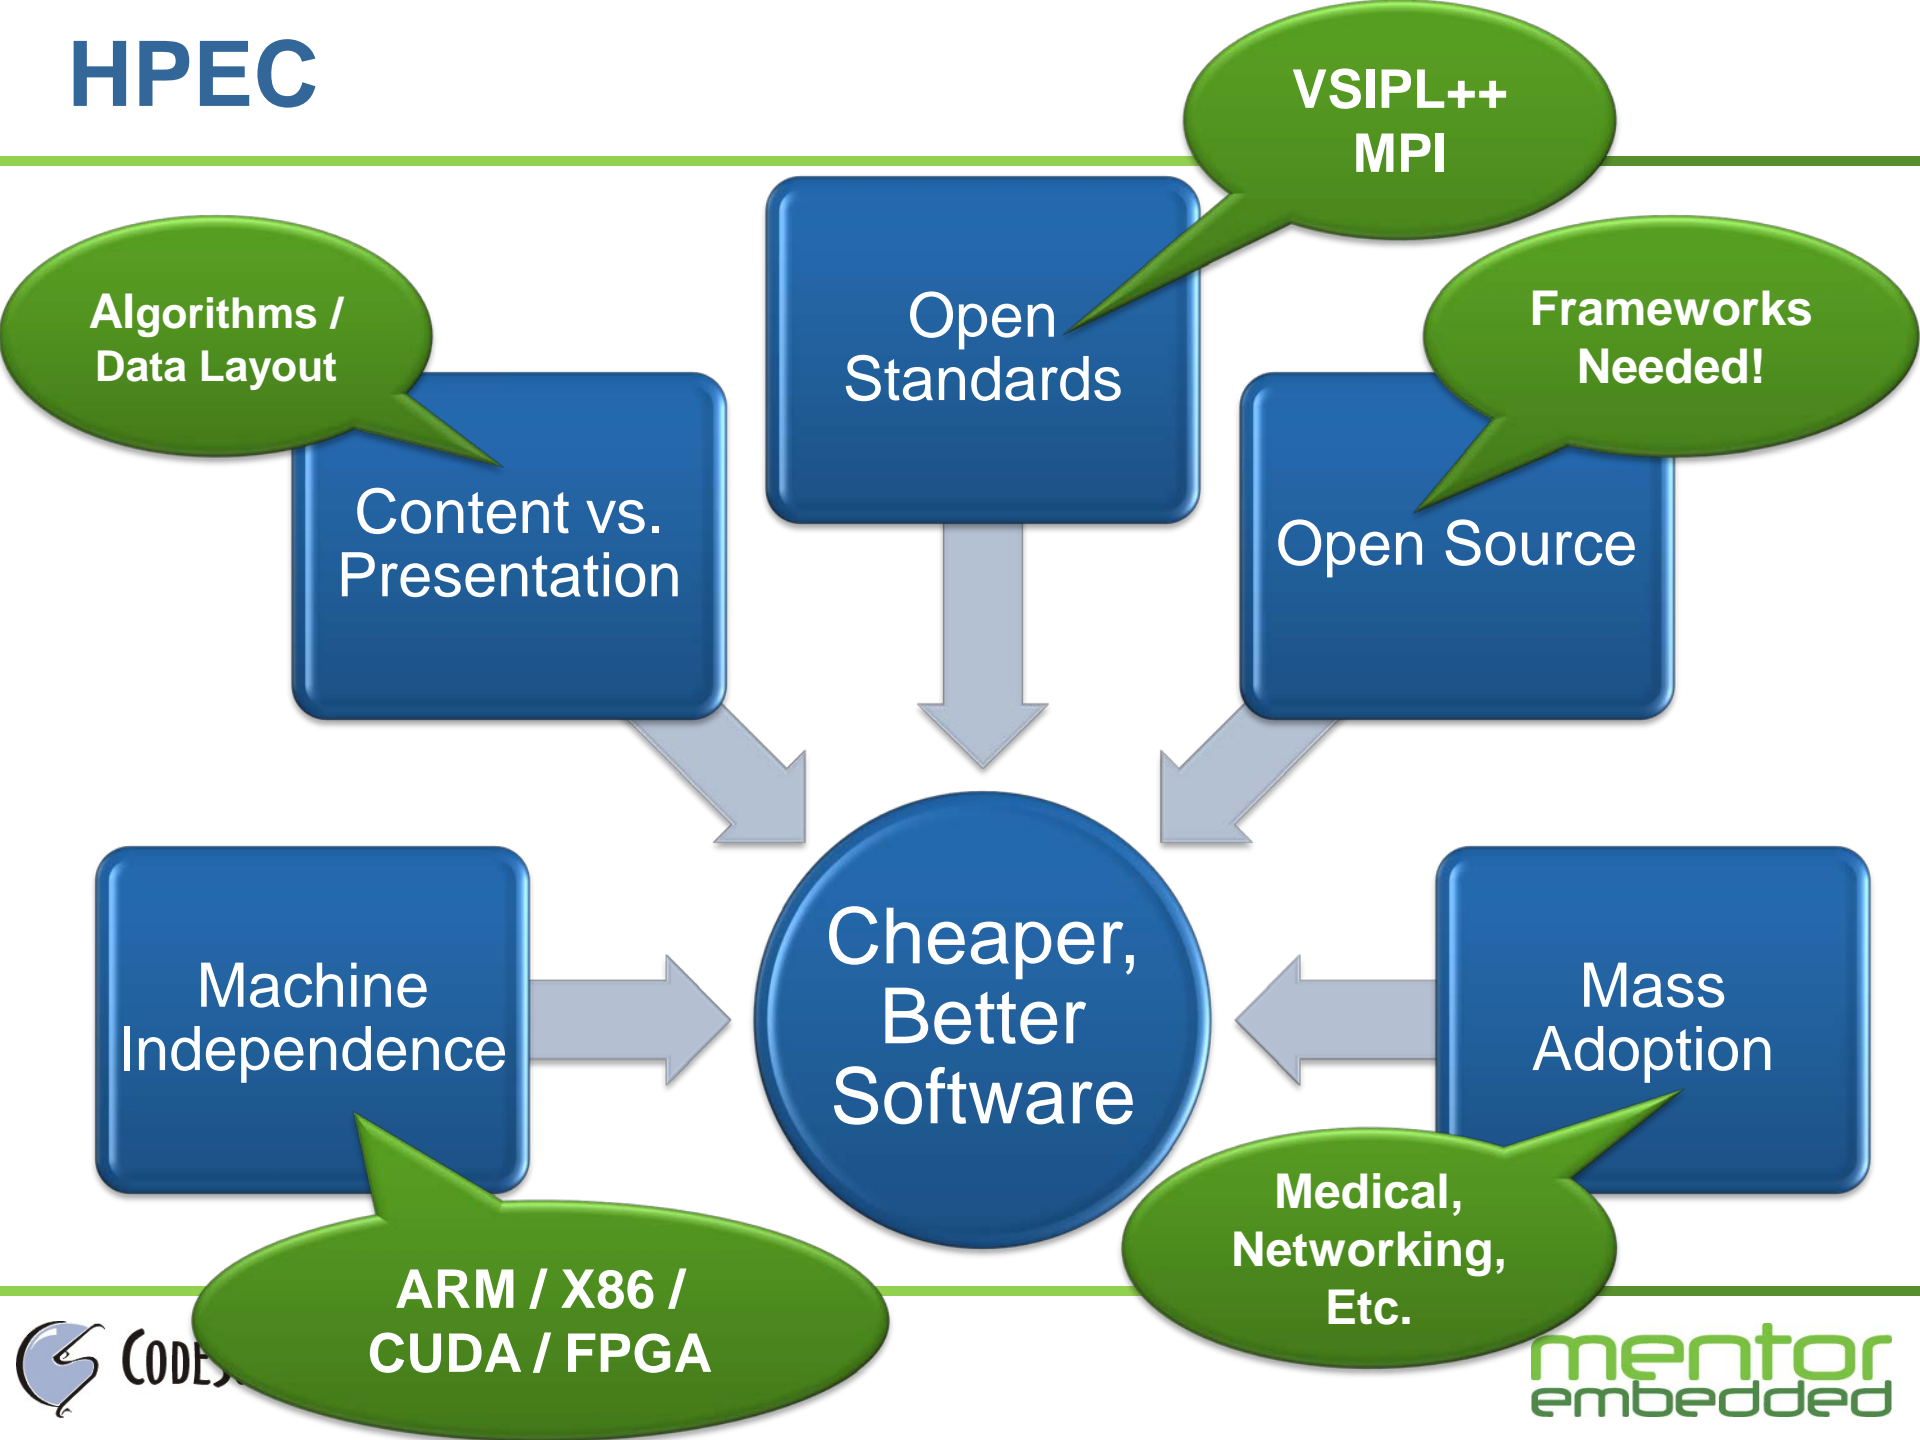 HPEC
VSIPL++
MPI
Algorithms /
Data Layout
Open
Standards
Frameworks
Needed!
Content vs.
Presentation
Open Source
Machine
Independence
Cheaper,
Better
Software
Mass
Adoption
ARM / X86 /
CUDA / FPGA
Medical,
Networking,
Etc.
mentor
embedded